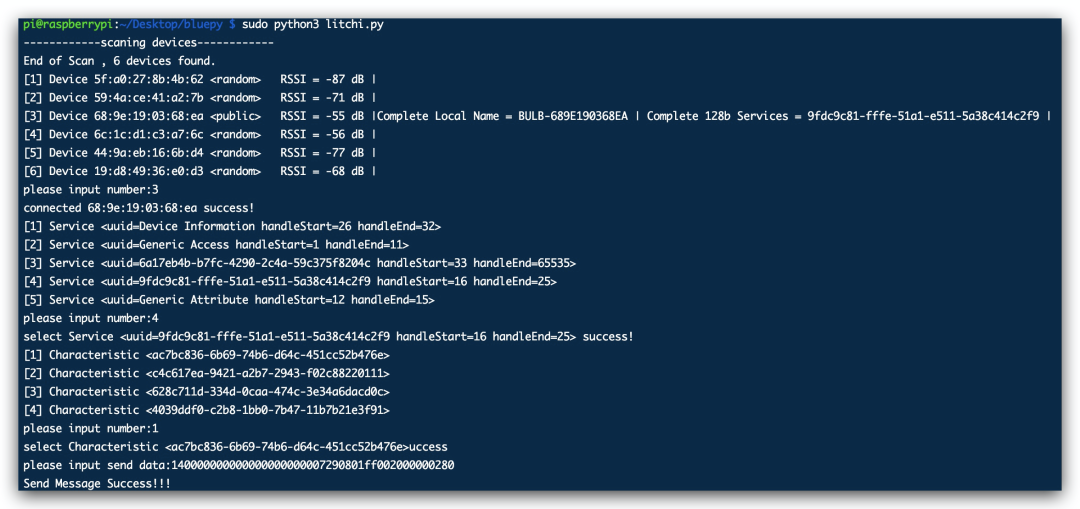 pi@raspberrypi:~/Desktop/bluepy $ sudo python3 litchi.py
------------scaning devices------------
End of Scan , 6 devices found.
[1] Device 5f:a0:27:8b:4b:62 <random>   RSSI = -87 dB |
[2] Device 59:4a:ce:41:a2:7b <random>   RSSI = -71 dB |
[3] Device 68:9e:19:03:68:ea <public>   RSSI = -55 dB |Complete Local Name = BULB-689E190368EA | Complete 128b Services = 9fdc9c81-fffe-51a1-e511-5a38c414c2f9 |
[4] Device 6c:1c:d1:c3:a7:6c <random>   RSSI = -56 dB |
[5] Device 44:9a:eb:16:6b:d4 <random>   RSSI = -77 dB |
[6] Device 19:d8:49:36:e0:d3 <random>   RSSI = -68 dB |
please input number:3
connected 68:9e:19:03:68:ea success!
[1] Service <uuid=Device Information handleStart=26 handleEnd=32>
[2] Service <uuid=Generic Access handleStart=1 handleEnd=11>
[3] Service <uuid=6a17eb4b-b7fc-4290-2c4a-59c375f8204c handleStart=33 handleEnd=65535>
[4] Service <uuid=9fdc9c81-fffe-51a1-e511-5a38c414c2f9 handleStart=16 handleEnd=25>
[5] Service <uuid=Generic Attribute handleStart=12 handleEnd=15>
please input number:4
select Service <uuid=9fdc9c81-fffe-51a1-e511-5a38c414c2f9 handleStart=16 handleEnd=25> success!
[1] Characteristic <ac7bc836-6b69-74b6-d64c-451cc52b476e>
[2] Characteristic <c4c617ea-9421-a2b7-2943-f02c88220111>
[3] Characteristic <628c711d-334d-0caa-474c-3e34a6dacd0c>
[4] Characteristic <4039ddf0-c2b8-1bb0-7b47-11b7b21e3f91>
please input number:1
select Characteristic <ac7bc836-6b69-74b6-d64c-451cc52b476e>uccess
please input send data:1400000000000000000000007290801ff002000000280
Send Message Success!!!